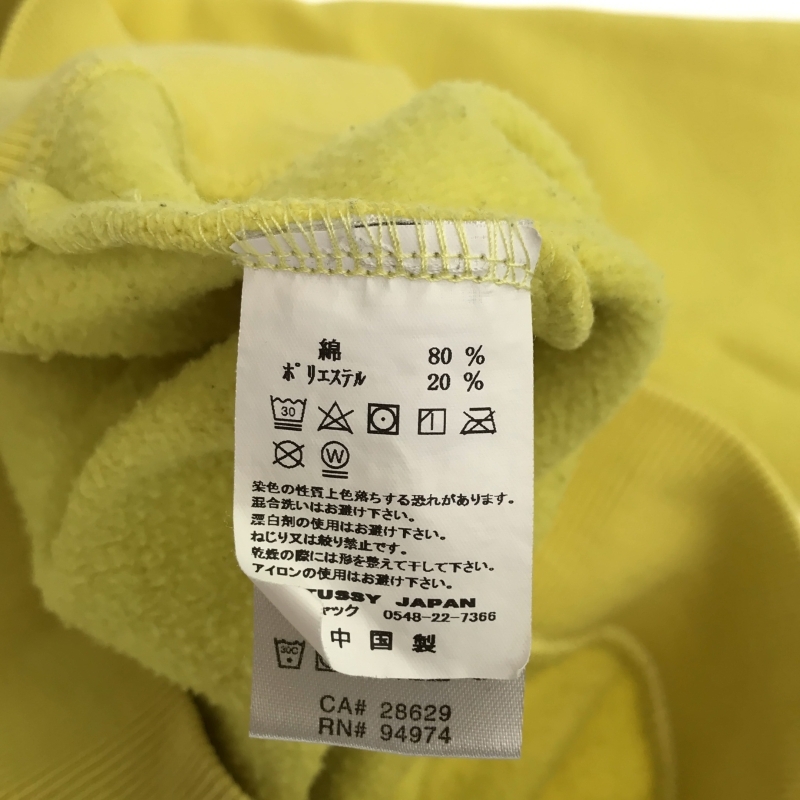 綿 80 %
ポリエステル 20 %
30
W
染色の性質上色落ちする恐れがあります。
混合洗いはお避け下さい。
漂白剤の使用はお避け下さい。
ねじり又は絞り禁止です。
乾燥の際には形を整えて干して下さい。
アイロンの使用はお避け下さい。
TUSSY JAPAN
ャック 0548-22-7366
中国製
30C
CA# 28629
RN# 94974